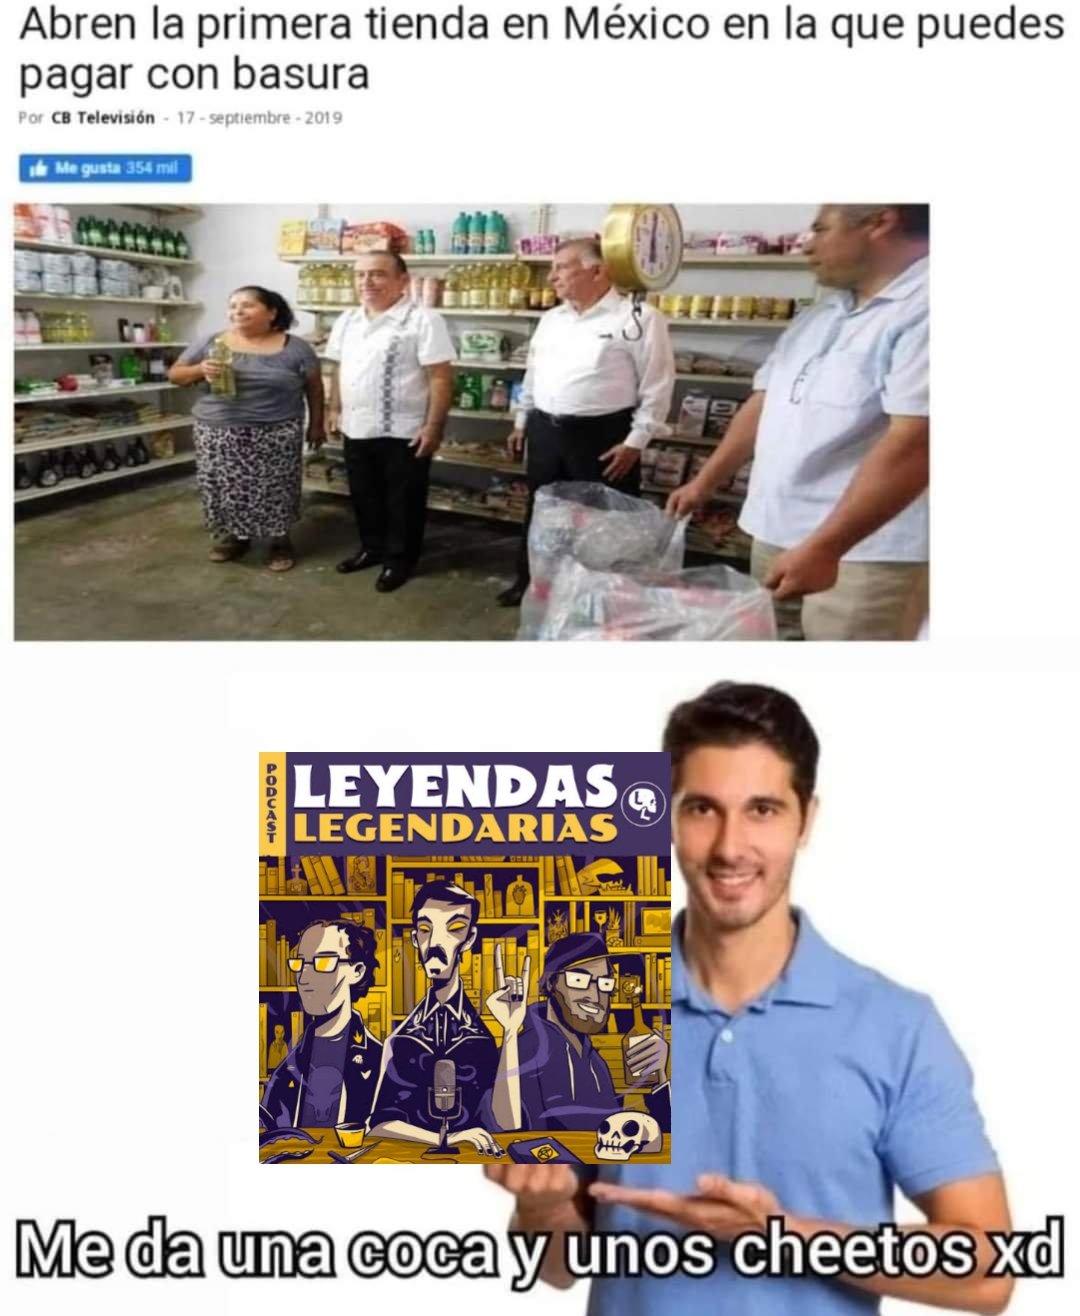 Abren la primera tienda en México en la que puedes
pagar con basura
Por CB Televisión - 17 - septiembre - 2019
Me gusta 354 mil
PODCAST
LEYENDAS
LEGENDARIAS
LL
Me da una coca y unos cheetos xd